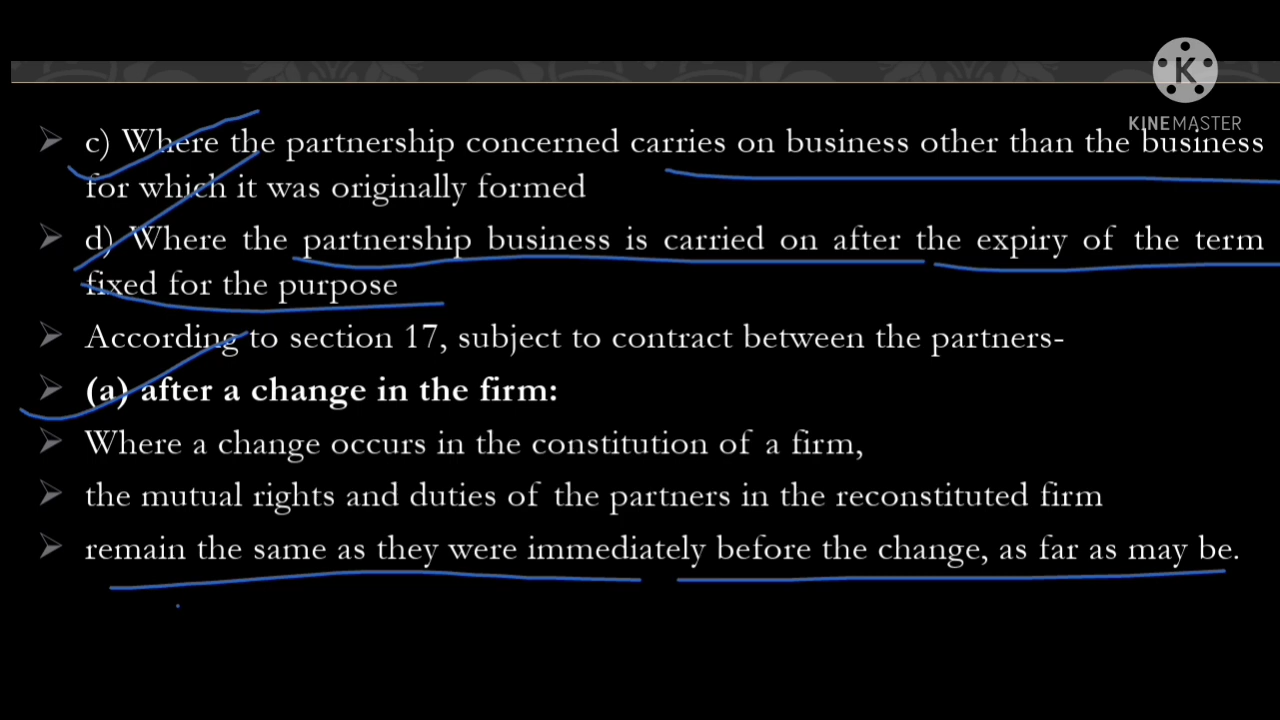 K
KINEMASTER
c) Where the partnership concerned carries on business other than the business
for which it was originally formed
d) Where the partnership business is carried on after the expiry of the term
fixed for the purpose
According to section 17, subject to contract between the partners-
(a) after a change in the firm:
Where a change occurs in the constitution of a firm,
the mutual rights and duties of the partners in the reconstituted firm
remain the same as they were immediately before the change, as far as may be.